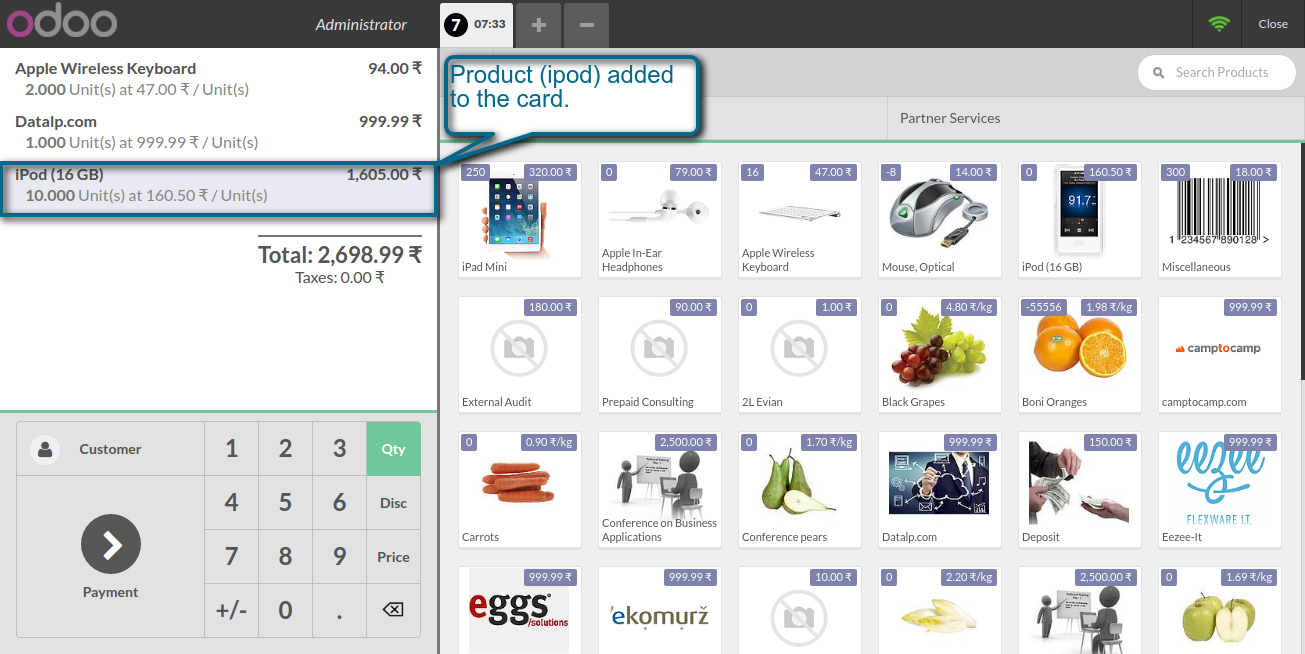 odoo
Administrator
7 07:33
Close
Apple Wireless Keyboard 94.00 ₹
2.000 Unit(s) at 47.00 ₹ / Unit(s)
Datalp.com 999.99 ₹
1.000 Unit(s) at 999.99 ₹ / Unit(s)
iPod (16 GB) 1,605.00 ₹
10.000 Unit(s) at 160.50 ₹ / Unit(s)
Total: 2,698.99 ₹
Taxes: 0.00 ₹
Product (ipod) added
to the card.
Search Products
Partner Services
250 320.00 ₹
iPad Mini
0 79.00 ₹
Apple In-Ear
Headphones
16 47.00 ₹
Apple Wireless
Keyboard
-8 14.00 ₹
Mouse, Optical
0 160.50 ₹
91.7
iPod (16 GB)
300 18.00 ₹
1 234567 890128 >
Miscellaneous
180.00 ₹
External Audit
90.00 ₹
Prepaid Consulting
0 1.00 ₹
2L Evian
0 4.80 ₹/kg
Black Grapes
-55556 1.98 ₹/kg
Boni Oranges
999.99 ₹
camptocamp
camptocamp.com
0 0.90 ₹/kg
Carrots
2,500.00 ₹
Conference on Business
Applications
0 1.70 ₹/kg
Conference pears
999.99 ₹
Datalp.com
150.00 ₹
Deposit
999.99 ₹
eezee
FLEXWARE I.T.
Eezee-It
999.99 ₹
eggs
/solutions
999.99 ₹
'ekomurž
10.00 ₹
0 2.20 ₹/kg
2,500.00 ₹
0 1.69 ₹/kg
Customer
1 2 3 Qty
4 5 6 Disc
7 8 9 Price
+/- 0 .
Payment